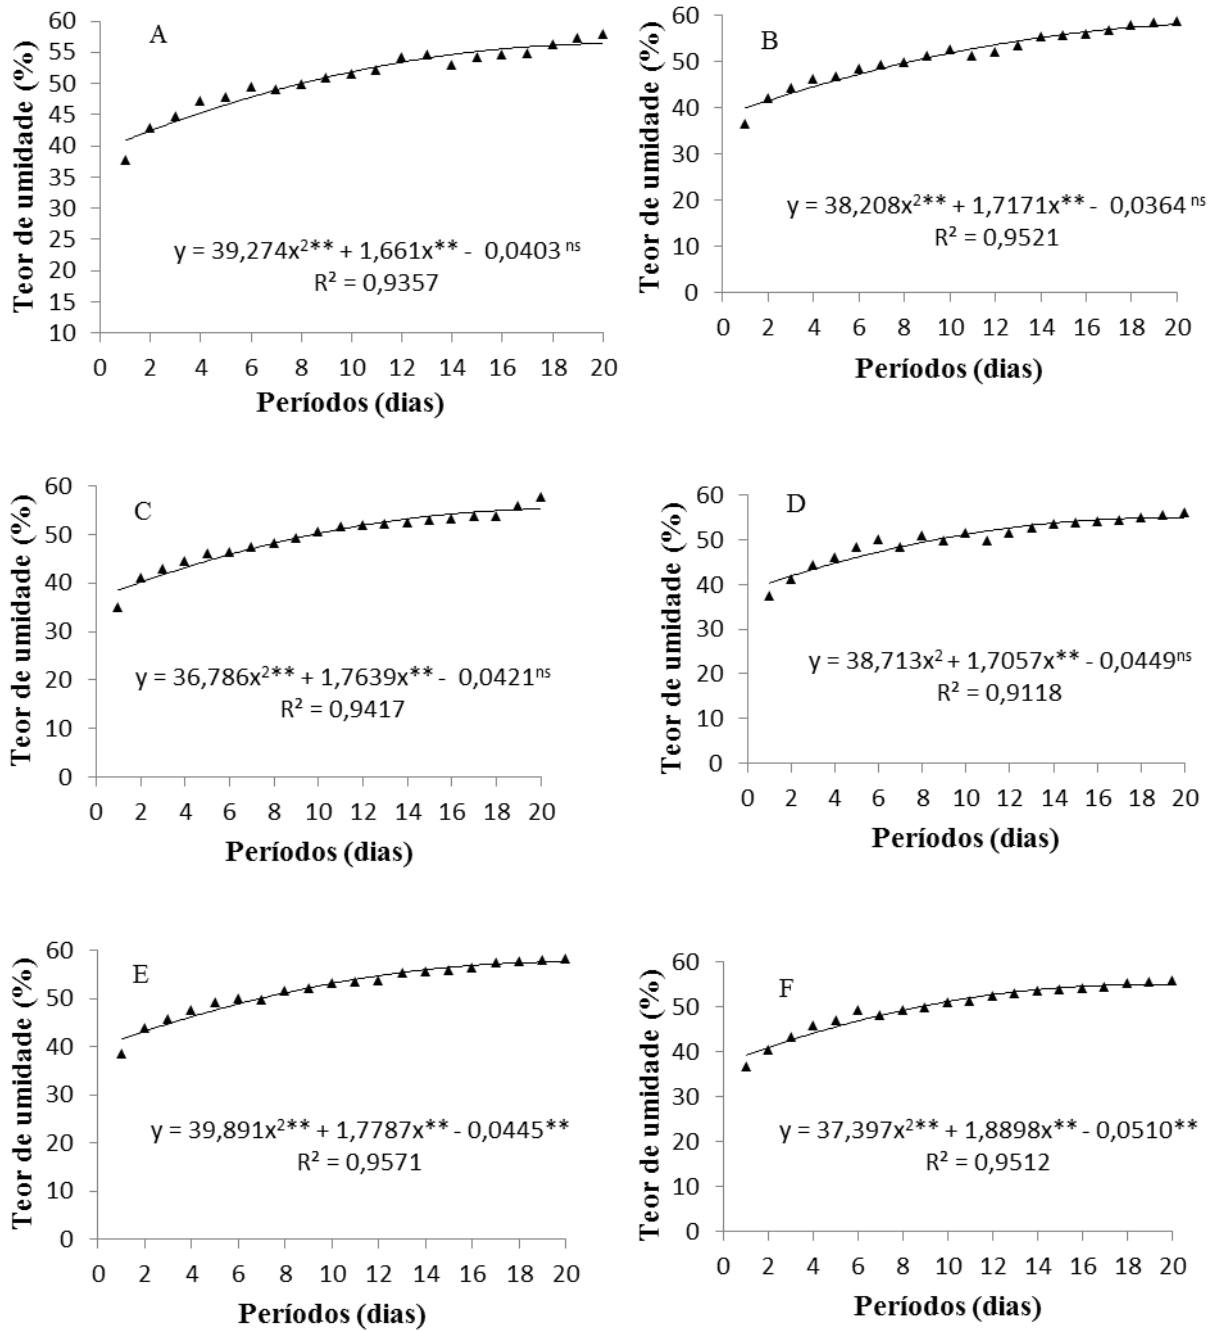 A
Teor de umidade (%)
60
55
50
45
40
35
30
25
20
15
10
y = 39,274x²** + 1,661x** - 0,0403 ns
R² = 0,9357
0 2 4 6 8 10 12 14 16 18 20
Períodos (dias)
B
Teor de umidade (%)
60
50
40
30
20
10
0
y = 38,208x²** + 1,7171x** - 0,0364 ns
R² = 0,9521
0 2 4 6 8 10 12 14 16 18 20
Períodos (dias)
C
Teor de umidade (%)
60
50
40
30
20
10
0
y = 36,786x²** + 1,7639x** - 0,0421ns
R² = 0,9417
0 2 4 6 8 10 12 14 16 18 20
Períodos (dias)
D
Teor de umidade (%)
60
50
40
30
20
10
0
y = 38,713x² + 1,7057x** - 0,0449ns
R² = 0,9118
0 2 4 6 8 10 12 14 16 18 20
Períodos (dias)
E
Teor de umidade (%)
60
50
40
30
20
10
0
y = 39,891x²** + 1,7787x** - 0,0445**
R² = 0,9571
0 2 4 6 8 10 12 14 16 18 20
Períodos (dias)
F
Teor de umidade (%)
60
50
40
30
20
10
0
y = 37,397x²** + 1,8898x** - 0,0510**
R² = 0,9512
0 2 4 6 8 10 12 14 16 18 20
Períodos (dias)